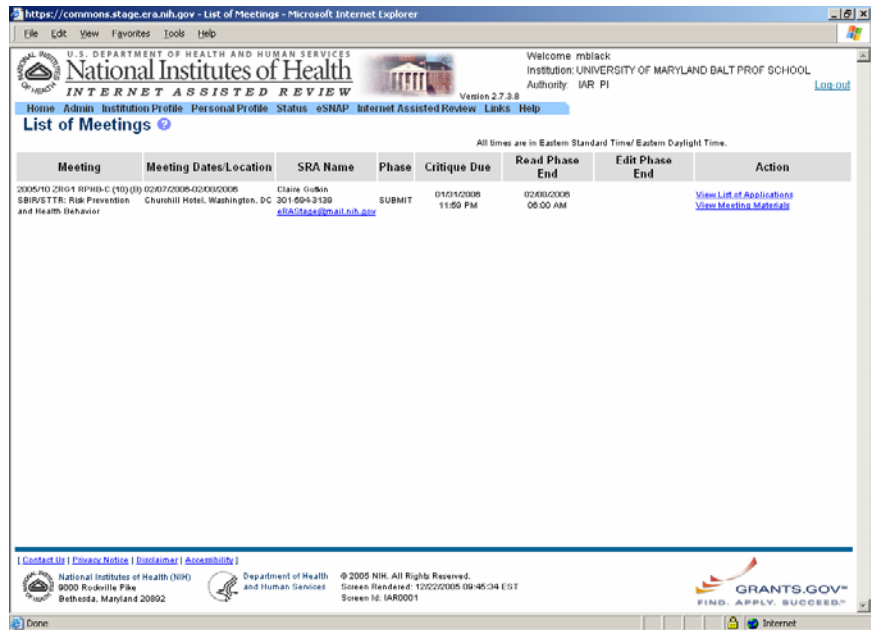 https://commons.stage.era.nih.gov - List of Meetings - Microsoft Internet Explorer
File Edit View Favorites Tools Help
U.S. DEPARTMENT OF HEALTH AND HUMAN SERVICES
National Institutes of Health
INTERNET ASSISTED REVIEW
Version 2.7.3.8
Welcome mblack
Institution: UNIVERSITY OF MARYLAND BALT PROF SCHOOL
Authority: IAR PI
Log-out
Home Admin Institution Profile Personal Profile Status eSNAP Internet Assisted Review Links Help
List of Meetings ?
All times are in Eastern Standard Time/ Eastern Daylight Time.
Meeting Meeting Dates/Location SRA Name Phase Critique Due Read Phase End Edit Phase End Action
2005/10 ZRG1 RPHB-C (10) (B) 02/07/2006-02/08/2006 Claire Gutkin
SBIR/STTR: Risk Prevention Churchill Hotel, Washington, DC 301-594-3139 SUBMIT 01/31/2006 02/08/2006 View List of Applications
and Health Behavior eRAStage@mail.nih.gov 11:59 PM 06:00 AM View Meeting Materials
[ Contact Us | Privacy Notice | Disclaimer | Accessibility ]
National Institutes of Health (NIH)
9000 Rockville Pike
Bethesda, Maryland 20892
Department of Health
and Human Services
© 2005 NIH. All Rights Reserved.
Screen Rendered: 12/22/2005 09:45:34 EST
Screen Id: IAR0001
GRANTS.GOV℠
FIND. APPLY. SUCCEED.℠
Done Internet